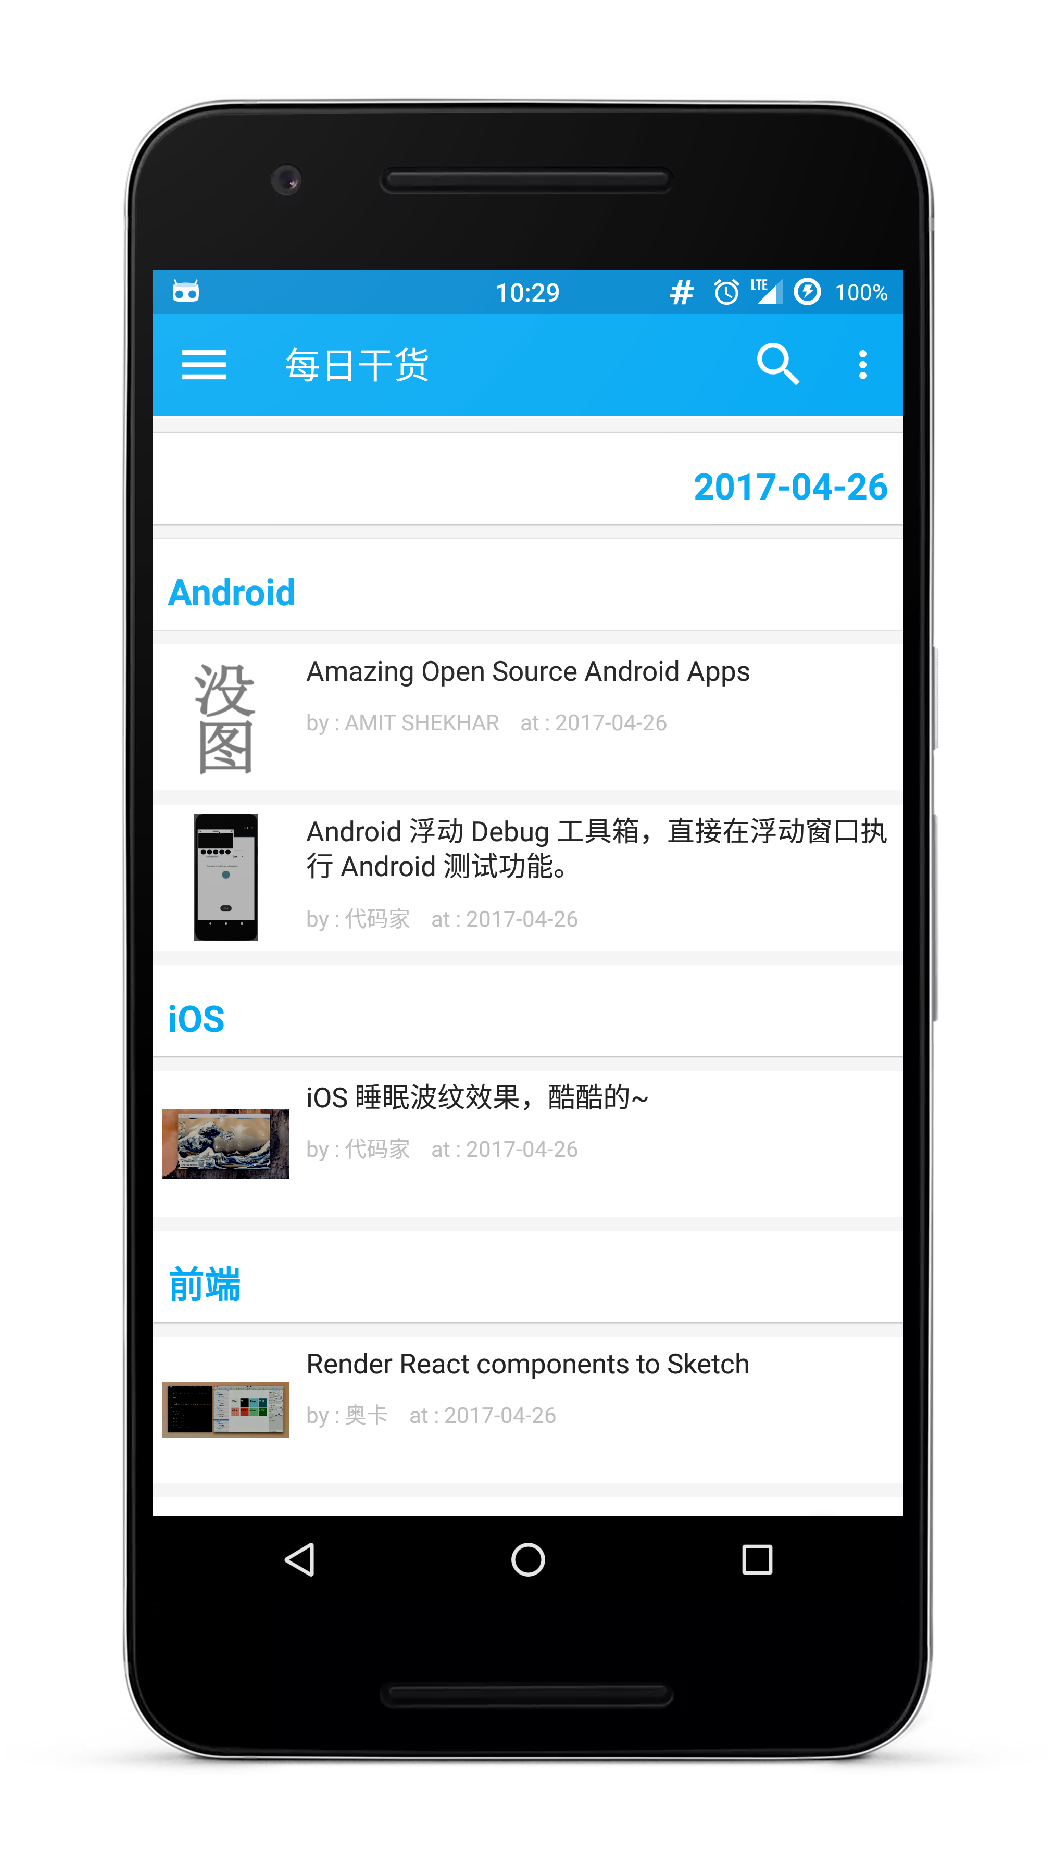 10:29
LTE
100%
每日干货
2017-04-26
Android
没图
Amazing Open Source Android Apps
by : AMIT SHEKHAR at : 2017-04-26
Android 浮动 Debug 工具箱，直接在浮动窗口执
行 Android 测试功能。
by : 代码家 at : 2017-04-26
iOS
iOS 睡眠波纹效果，酷酷的~
by : 代码家 at : 2017-04-26
前端
Render React components to Sketch
by : 奥卡 at : 2017-04-26